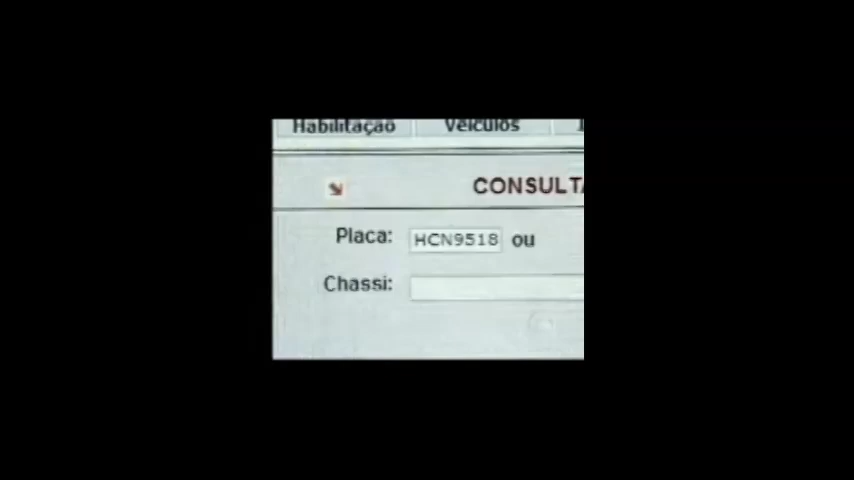 Habilitação Veículos
CONSULTA
Placa: HCN9518 ou
Chassi: